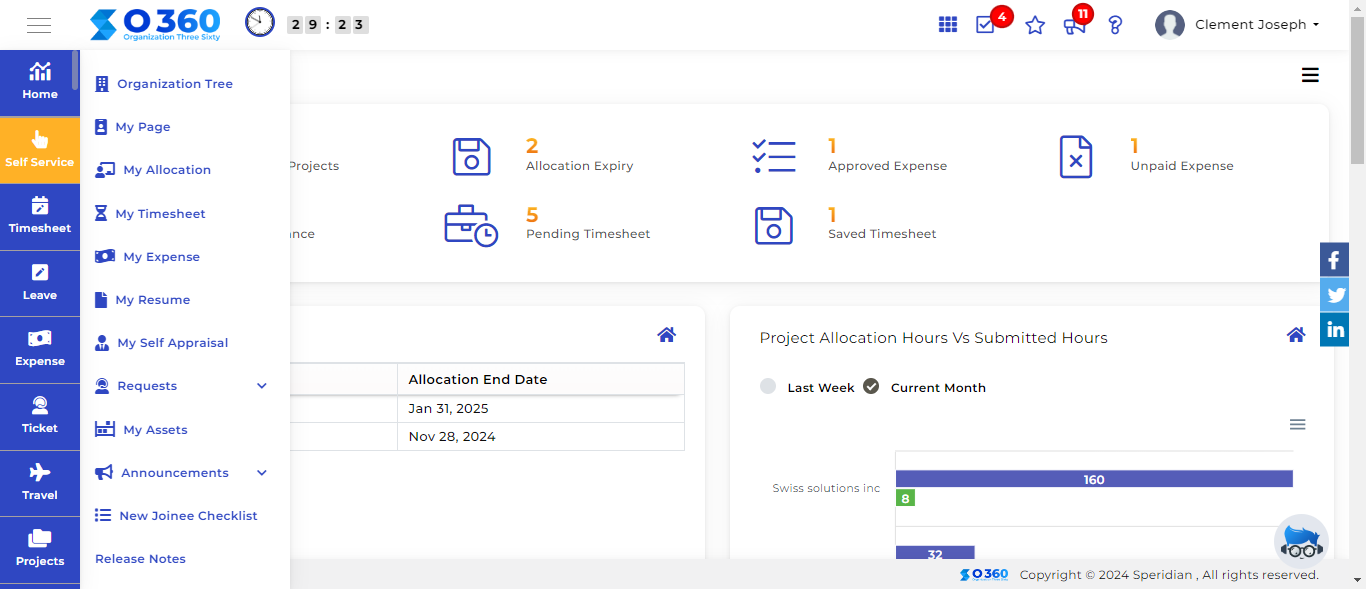 O 360
Organization Three Sixty
2 9 : 2 3
4
11
Clement Joseph
Home
Self Service
Timesheet
Leave
Expense
Ticket
Travel
Projects
Organization Tree
My Page
My Allocation
My Timesheet
My Expense
My Resume
My Self Appraisal
Requests
My Assets
Announcements
New Joinee Checklist
Release Notes
Projects
2
Allocation Expiry
1
Approved Expense
1
Unpaid Expense
ance
5
Pending Timesheet
1
Saved Timesheet
Allocation End Date
Jan 31, 2025
Nov 28, 2024
Project Allocation Hours Vs Submitted Hours
Last Week Current Month
Swiss solutions inc
160
8
32
O 360
Copyright © 2024 Speridian , All rights reserved.